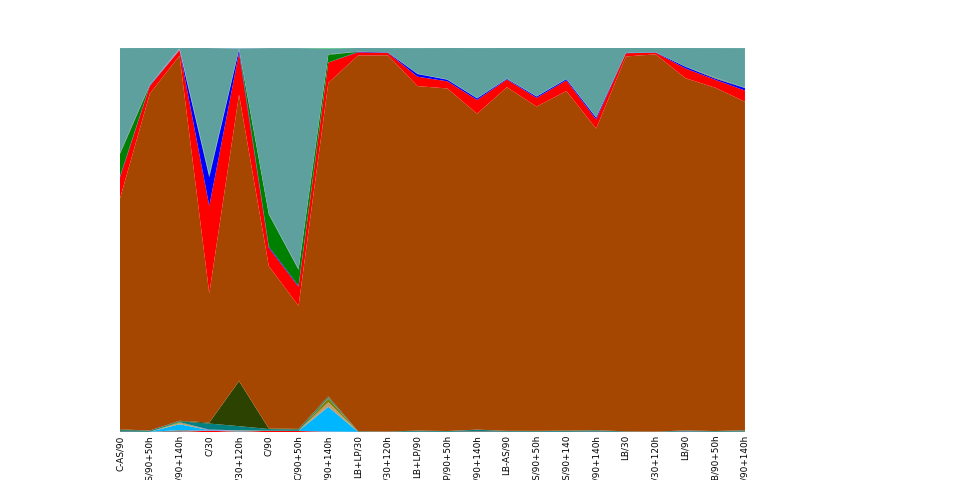 C-AS/90
S/90+50h
/90+140h
C/30
/30+120h
C/90
C/90+50h
/90+140h
LB+LP/30
/30+120h
LB+LP/90
P/90+50h
/90+140h
LB-AS/90
S/90+50h
S/90+140
/90+140h
LB/30
/30+120h
LB/90
B/90+50h
/90+140h